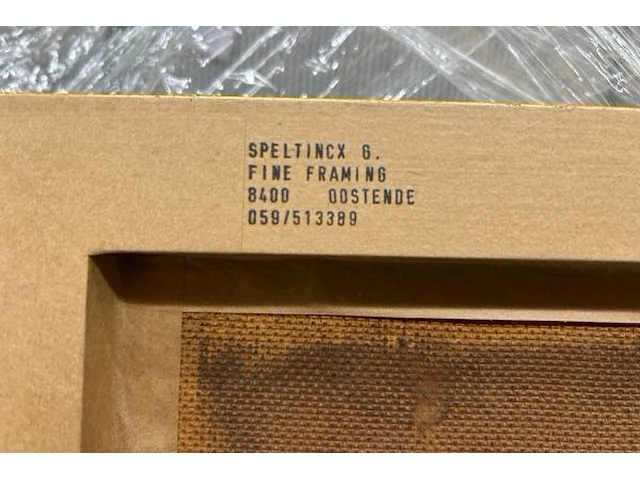 SPELTINCX G.
FINE FRAMING
8400 OOSTENDE
059/513389